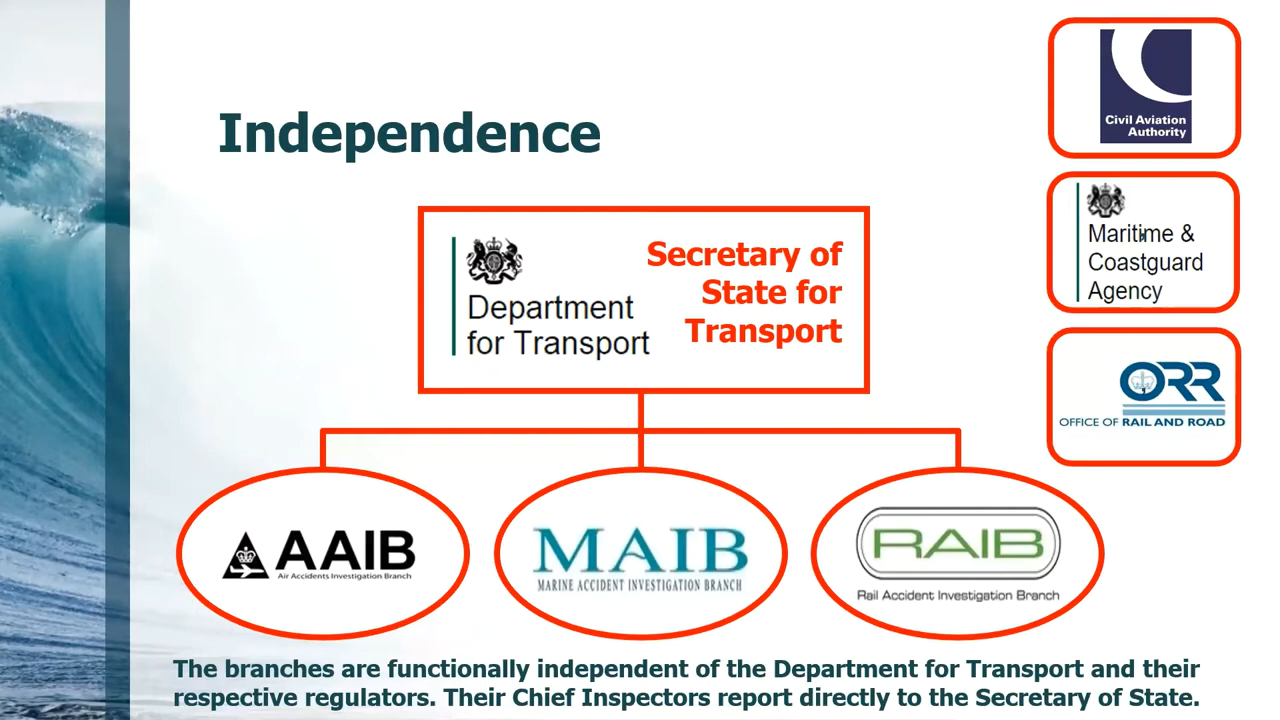 Independence
Civil Aviation
Authority
Maritime &
Coastguard
Agency
ORR
OFFICE OF RAIL AND ROAD
Department
for Transport
Secretary of
State for
Transport
AAIB
Air Accidents Investigation Branch
MAIB
MARINE ACCIDENT INVESTIGATION BRANCH
RAIB
Rail Accident Investigation Branch
The branches are functionally independent of the Department for Transport and their
respective regulators. Their Chief Inspectors report directly to the Secretary of State.